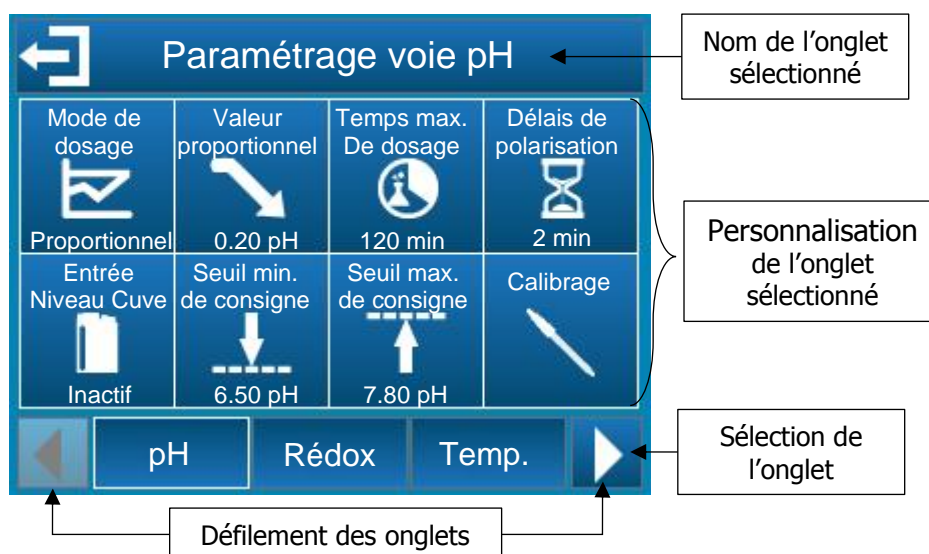 Paramétrage voie pH
Nom de l’onglet
sélectionné
Mode de
dosage
Proportionnel
Valeur
proportionnel
0.20 pH
Temps max.
De dosage
120 min
Délais de
polarisation
2 min
Entrée
Niveau Cuve
Inactif
Seuil min.
de consigne
6.50 pH
Seuil max.
de consigne
7.80 pH
Calibrage
Personnalisation
de l’onglet
sélectionné
pH
Rédox
Temp.
Sélection de
l’onglet
Défilement des onglets